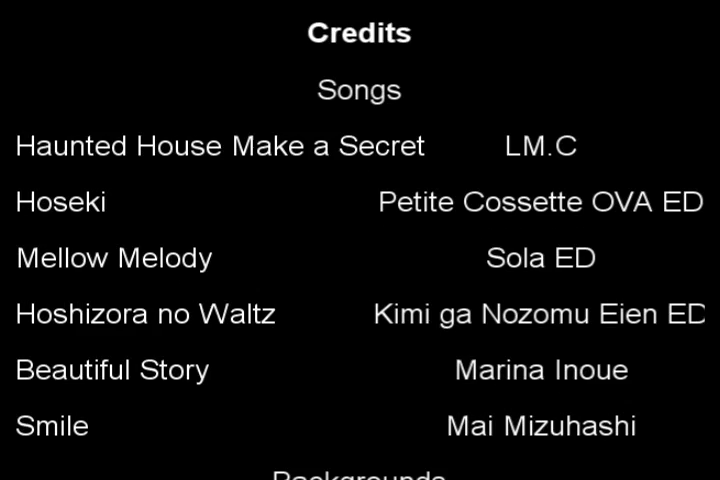 Credits
Songs
Haunted House Make a Secret LM.C
Hoseki Petite Cossette OVA ED
Mellow Melody Sola ED
Hoshizora no Waltz Kimi ga Nozomu Eien ED
Beautiful Story Marina Inoue
Smile Mai Mizuhashi
Backgrounds